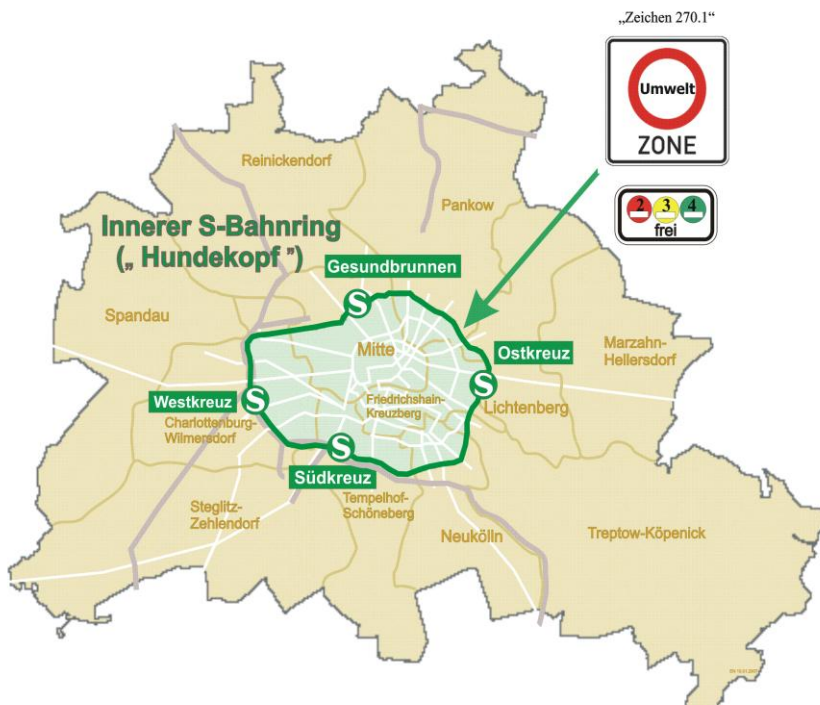 „Zeichen 270.1“
Umwelt
ZONE
2 3 4
frei
Reinickendorf
Pankow
Innerer S-Bahnring
(„ Hundekopf ”)
Gesundbrunnen
S
Spandau
Mitte
Ostkreuz
S
Marzahn-
Hellersdorf
Westkreuz
S
Friedrichshain-
Kreuzberg
Lichtenberg
Charlottenburg-
Wilmersdorf
S
Südkreuz
Tempelhof-
Schöneberg
Steglitz-
Zehlendorf
Neukölln
Treptow-Köpenick